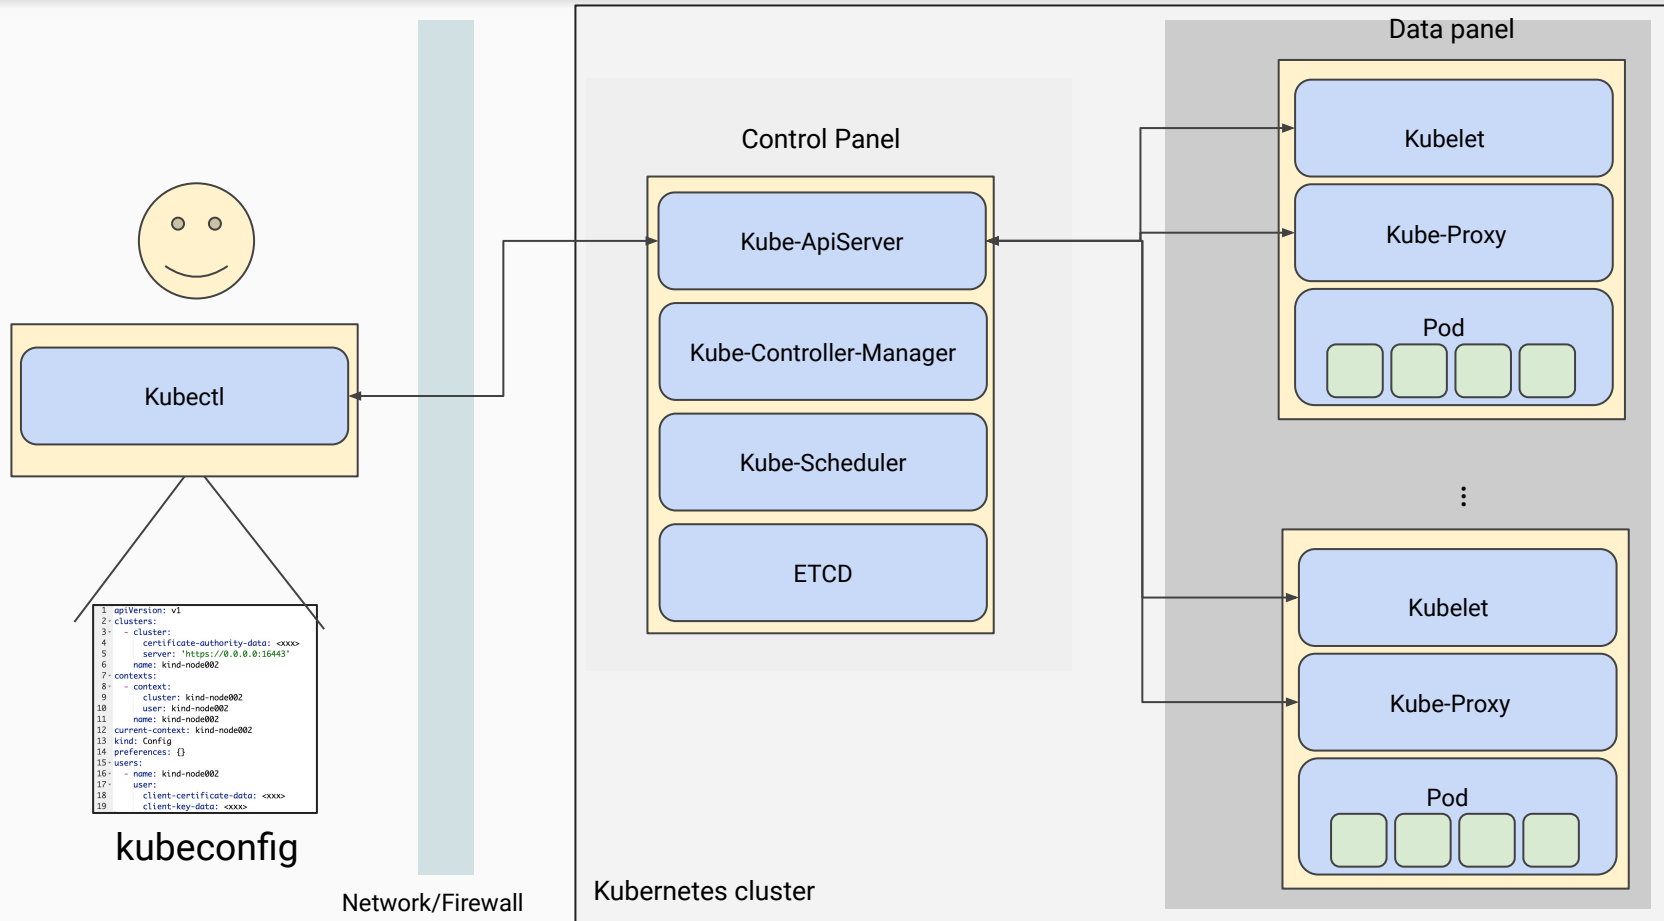 Data panel
Control Panel
Kubelet
Kube-Proxy
Pod
Kube-ApiServer
Kube-Controller-Manager
Kube-Scheduler
ETCD
Kubectl
⋮
Kubelet
Kube-Proxy
Pod
1 apiVersion: v1
2 clusters:
3 - cluster:
4 certificate-authority-data: <xxx>
5 server: 'https://0.0.0.0:16443'
6 name: kind-node002
7 contexts:
8 - context:
9 cluster: kind-node002
10 user: kind-node002
11 name: kind-node002
12 current-context: kind-node002
13 kind: Config
14 preferences: {}
15 users:
16 - name: kind-node002
17 user:
18 client-certificate-data: <xxx>
19 client-key-data: <xxx>
kubeconfig
Network/Firewall
Kubernetes cluster